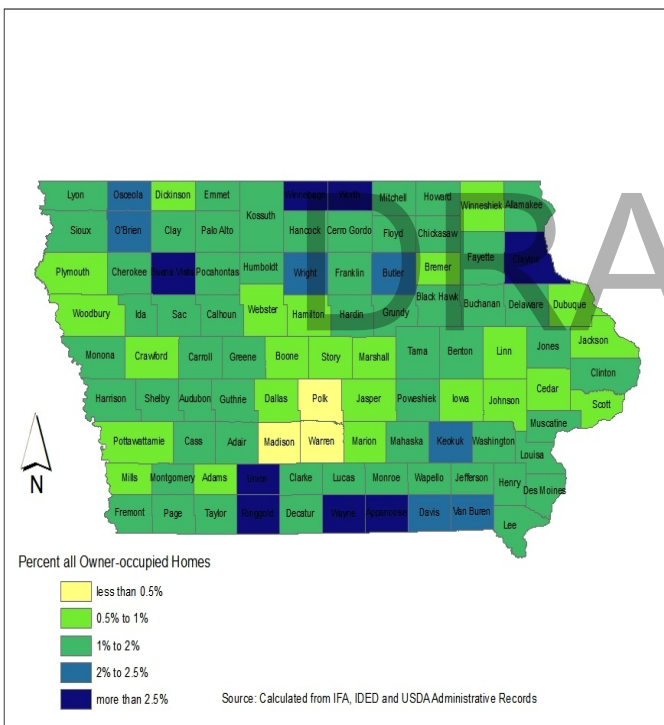 Lyon Osceola Dickinson Emmet Winnebago Worth Mitchell Howard Winneshiek Allamakee
Kossuth
Sioux O'Brien Clay Palo Alto Hancock Cerro Gordo Floyd Chickasaw
DRA
Plymouth Cherokee Buena Vista Pocahontas Humboldt Wright Franklin Butler Bremer Fayette Clayton
Woodbury Ida Sac Calhoun Webster Hamilton Hardin Grundy Black Hawk Buchanan Delaware Dubuque
Monona Crawford Carroll Greene Boone Story Marshall Tama Benton Linn Jones Jackson
Clinton
Harrison Shelby Audubon Guthrie Dallas Polk Jasper Poweshiek Iowa Johnson Cedar Scott
Muscatine
Pottawattamie Cass Adair Madison Warren Marion Mahaska Keokuk Washington Louisa
Mills Montgomery Adams Union Clarke Lucas Monroe Wapello Jefferson Henry Des Moines
Fremont Page Taylor Ringgold Decatur Wayne Appanoose Davis Van Buren Lee
N
Percent all Owner-occupied Homes
less than 0.5%
0.5% to 1%
1% to 2%
2% to 2.5%
more than 2.5%
Source: Calculated from IFA, IDED and USDA Administrative Records